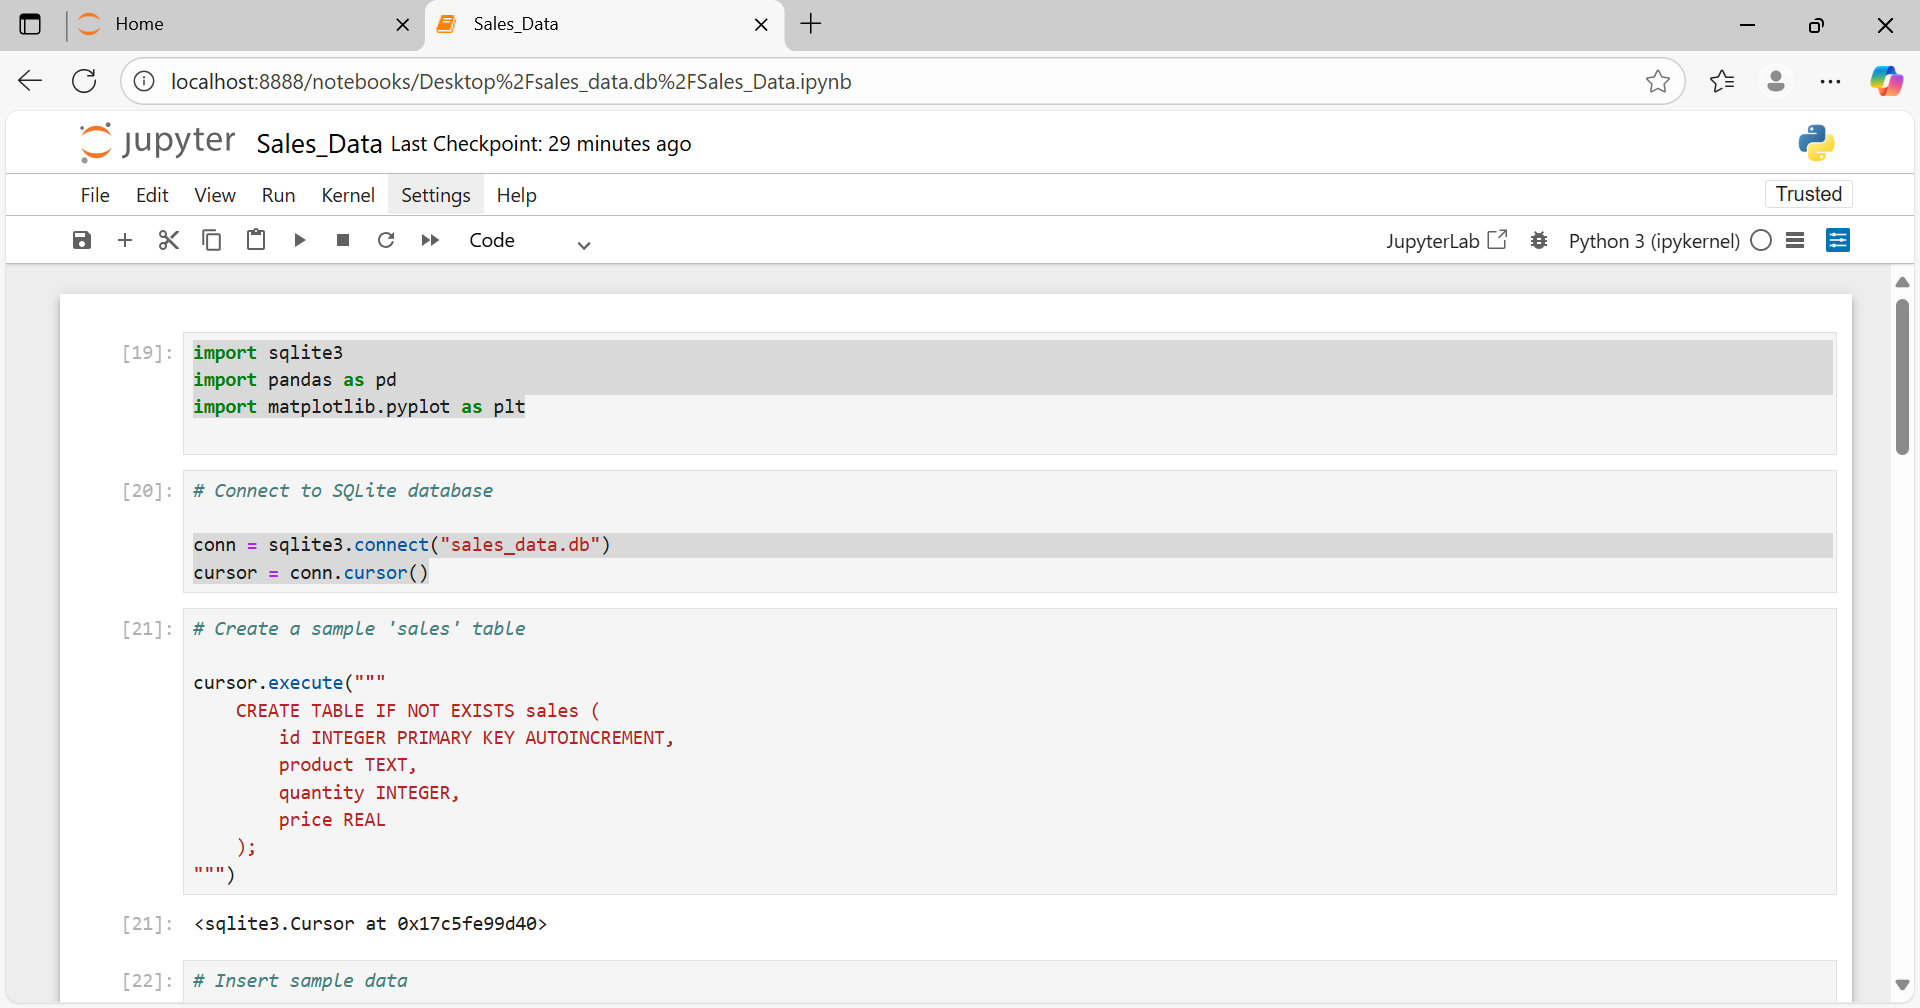 Home
Sales_Data
localhost:8888/notebooks/Desktop%2Fsales_data.db%2FSales_Data.ipynb
jupyter Sales_Data Last Checkpoint: 29 minutes ago
File Edit View Run Kernel Settings Help Trusted
Code JupyterLab Python 3 (ipykernel)
[19]: import sqlite3
import pandas as pd
import matplotlib.pyplot as plt
[20]: # Connect to SQLite database
conn = sqlite3.connect("sales_data.db")
cursor = conn.cursor()
[21]: # Create a sample 'sales' table
cursor.execute("""
    CREATE TABLE IF NOT EXISTS sales (
        id INTEGER PRIMARY KEY AUTOINCREMENT,
        product TEXT,
        quantity INTEGER,
        price REAL
    );
""")
[21]: <sqlite3.Cursor at 0x17c5fe99d40>
[22]: # Insert sample data